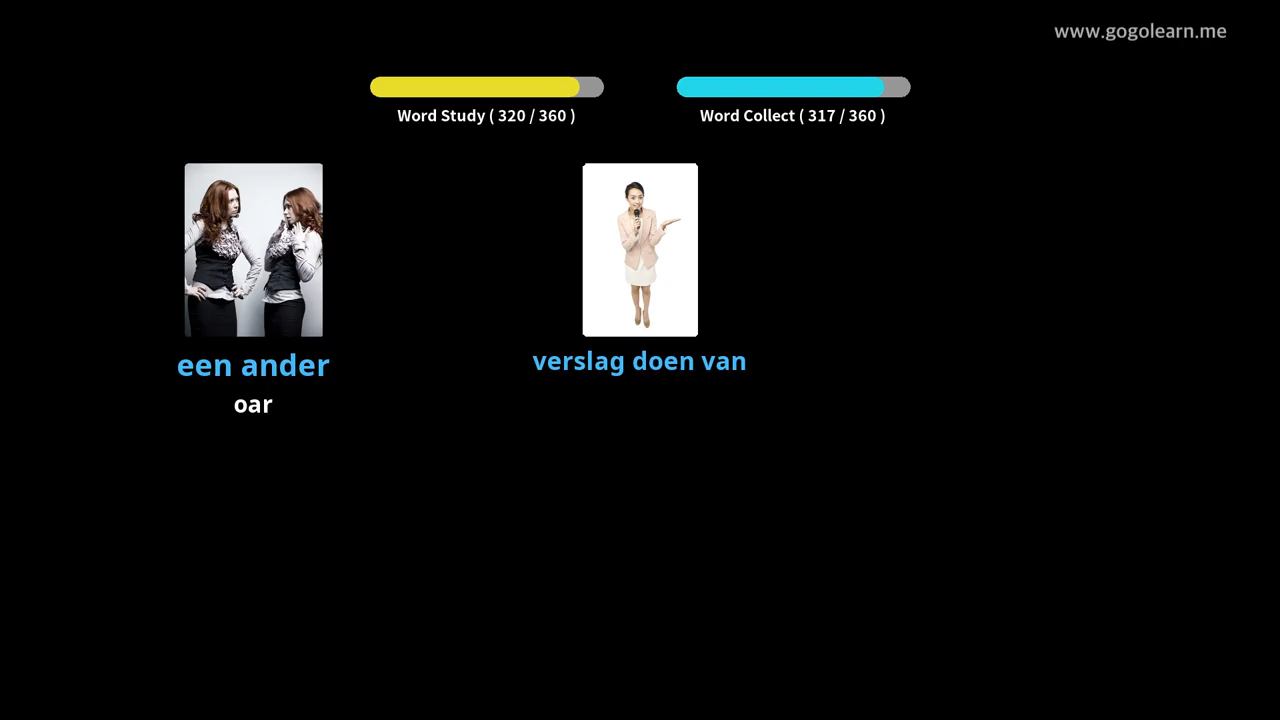 www.gogolearn.me
Word Study ( 320 / 360 )
Word Collect ( 317 / 360 )
een ander
oar
verslag doen van